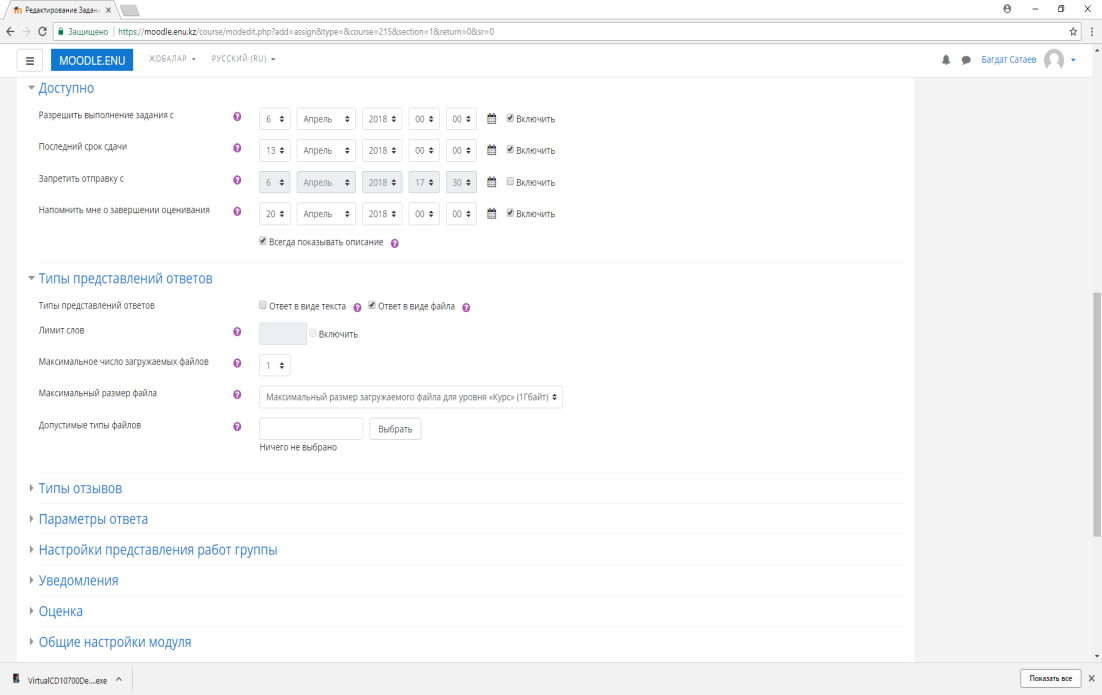 Редактирование Задани
Защищено https://moodle.enu.kz/course/modedit.php?add=assign&type=&course=215&section=1&return=0&sr=0
MOODLE.ENU ЖОБАЛАР РУССКИЙ (RU) Багдат Сатаев
Доступно
Разрешить выполнение задания с ? 6 Апрель 2018 00 00 Включить
Последний срок сдачи ? 13 Апрель 2018 00 00 Включить
Запретить отправку с ? 6 Апрель 2018 17 30 Включить
Напомнить мне о завершении оценивания ? 20 Апрель 2018 00 00 Включить
Всегда показывать описание ?
Типы представлений ответов
Типы представлений ответов Ответ в виде текста ? Ответ в виде файла ?
Лимит слов ? Включить
Максимальное число загружаемых файлов ? 1
Максимальный размер файла ? Максимальный размер загружаемого файла для уровня «Курс» (1Гбайт)
Допустимые типы файлов ? Выбрать
Ничего не выбрано
Типы отзывов
Параметры ответа
Настройки представления работ группы
Уведомления
Оценка
Общие настройки модуля
VirtualCD10700De....exe Показать все